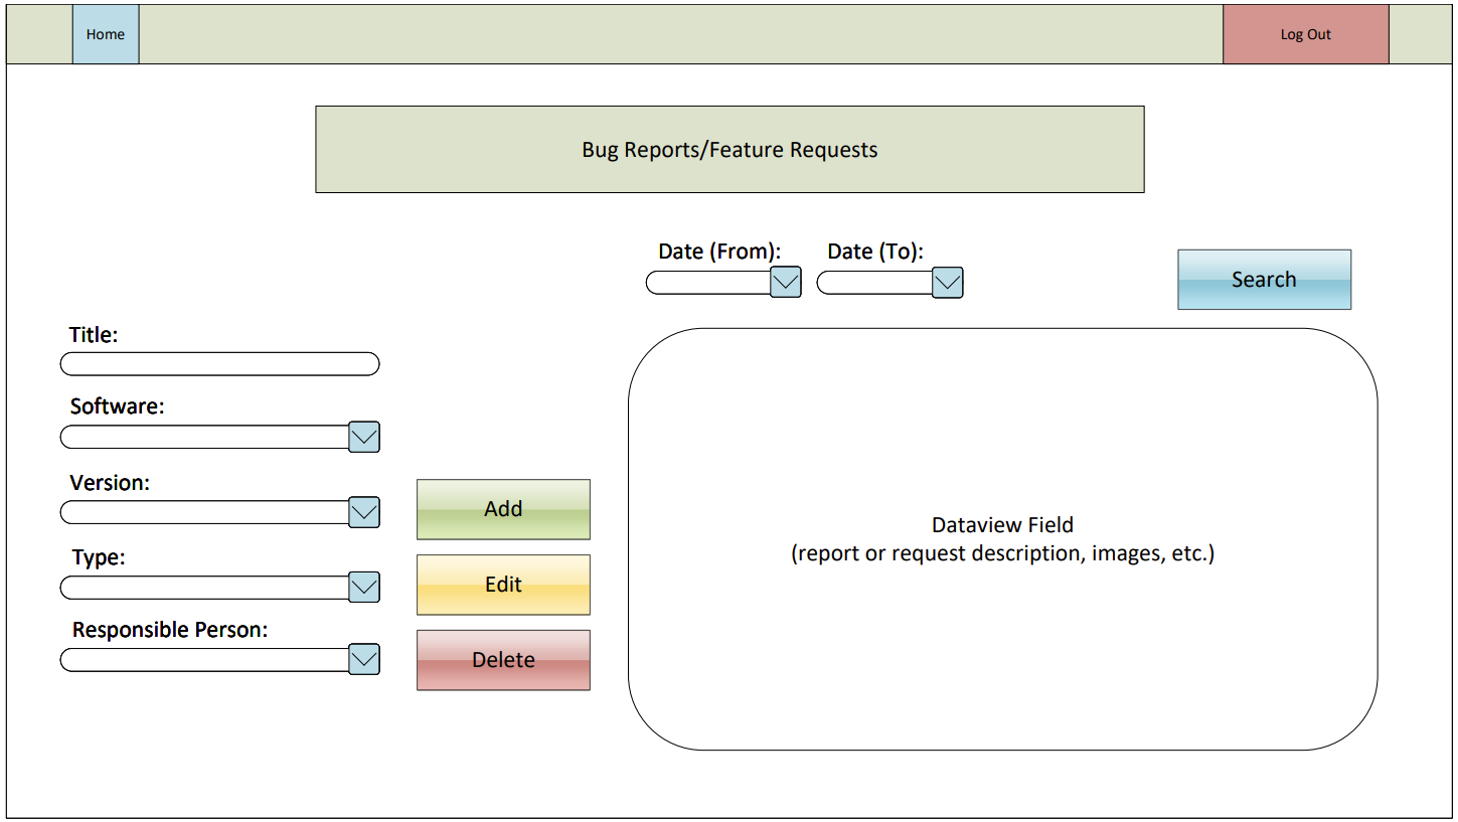 Home
Log Out
Bug Reports/Feature Requests
Date (From):
Date (To):
Search
Title:
Software:
Version:
Type:
Responsible Person:
Add
Edit
Delete
Dataview Field
(report or request description, images, etc.)